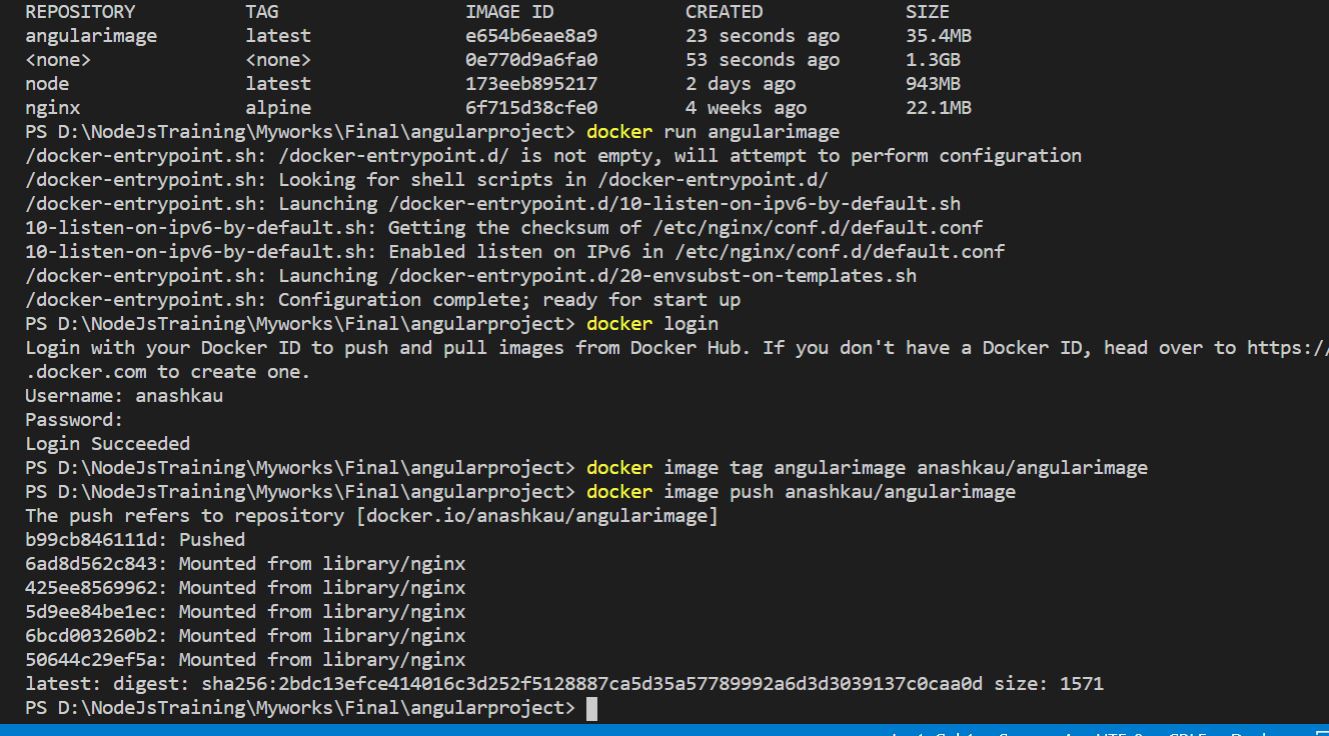 REPOSITORY TAG IMAGE ID CREATED SIZE
angularimage latest e654b6eae8a9 23 seconds ago 35.4MB
<none> <none> 0e770d9a6fa0 53 seconds ago 1.3GB
node latest 173eeb895217 2 days ago 943MB
nginx alpine 6f715d38cfe0 4 weeks ago 22.1MB
PS D:\NodeJsTraining\Myworks\Final\angularproject> docker run angularimage
/docker-entrypoint.sh: /docker-entrypoint.d/ is not empty, will attempt to perform configuration
/docker-entrypoint.sh: Looking for shell scripts in /docker-entrypoint.d/
/docker-entrypoint.sh: Launching /docker-entrypoint.d/10-listen-on-ipv6-by-default.sh
10-listen-on-ipv6-by-default.sh: Getting the checksum of /etc/nginx/conf.d/default.conf
10-listen-on-ipv6-by-default.sh: Enabled listen on IPv6 in /etc/nginx/conf.d/default.conf
/docker-entrypoint.sh: Launching /docker-entrypoint.d/20-envsubst-on-templates.sh
/docker-entrypoint.sh: Configuration complete; ready for start up
PS D:\NodeJsTraining\Myworks\Final\angularproject> docker login
Login with your Docker ID to push and pull images from Docker Hub. If you don't have a Docker ID, head over to https://
.docker.com to create one.
Username: anashkau
Password:
Login Succeeded
PS D:\NodeJsTraining\Myworks\Final\angularproject> docker image tag angularimage anashkau/angularimage
PS D:\NodeJsTraining\Myworks\Final\angularproject> docker image push anashkau/angularimage
The push refers to repository [docker.io/anashkau/angularimage]
b99cb846111d: Pushed
6ad8d562c843: Mounted from library/nginx
425ee8569962: Mounted from library/nginx
5d9ee84be1ec: Mounted from library/nginx
6bcd003260b2: Mounted from library/nginx
50644c29ef5a: Mounted from library/nginx
latest: digest: sha256:2bdc13efce414016c3d252f5128887ca5d35a57789992a6d3d3039137c0caa0d size: 1571
PS D:\NodeJsTraining\Myworks\Final\angularproject>